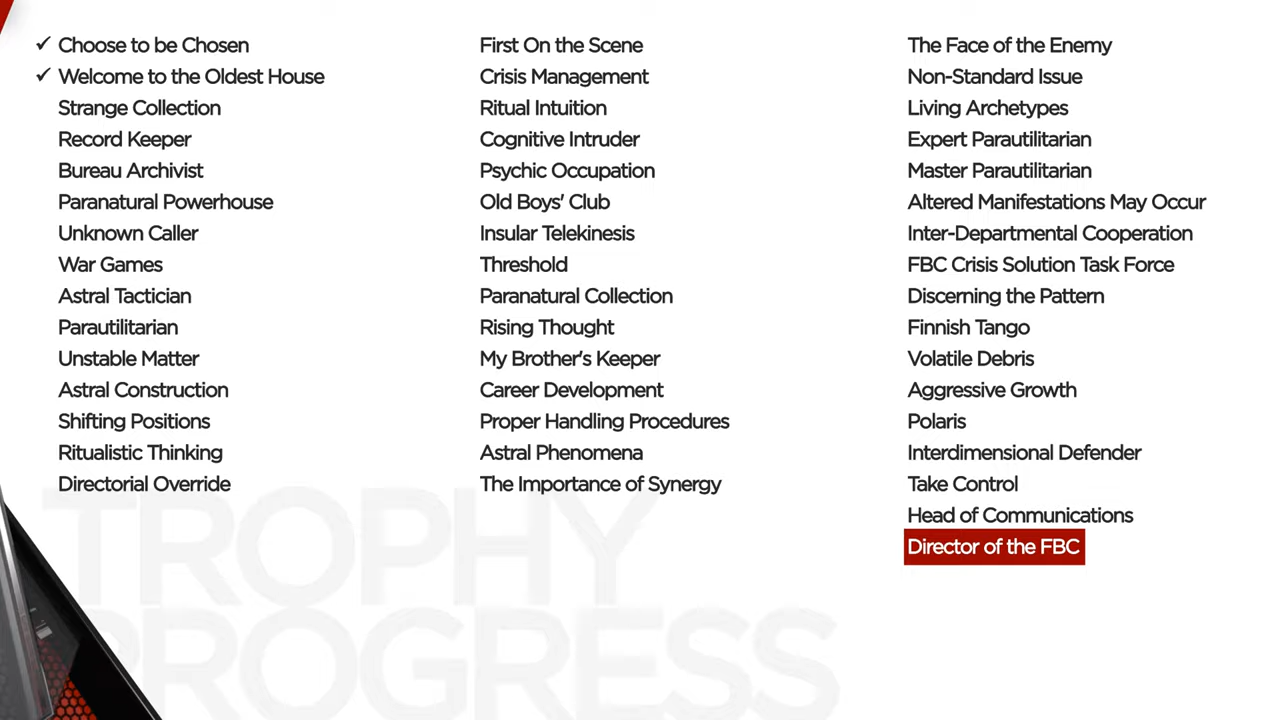 ✓ Choose to be Chosen
✓ Welcome to the Oldest House
Strange Collection
Record Keeper
Bureau Archivist
Paranatural Powerhouse
Unknown Caller
War Games
Astral Tactician
Parautilitarian
Unstable Matter
Astral Construction
Shifting Positions
Ritualistic Thinking
Directorial Override
First On the Scene
Crisis Management
Ritual Intuition
Cognitive Intruder
Psychic Occupation
Old Boys' Club
Insular Telekinesis
Threshold
Paranatural Collection
Rising Thought
My Brother's Keeper
Career Development
Proper Handling Procedures
Astral Phenomena
The Importance of Synergy
The Face of the Enemy
Non-Standard Issue
Living Archetypes
Expert Parautilitarian
Master Parautilitarian
Altered Manifestations May Occur
Inter-Departmental Cooperation
FBC Crisis Solution Task Force
Discerning the Pattern
Finnish Tango
Volatile Debris
Aggressive Growth
Polaris
Interdimensional Defender
Take Control
Head of Communications
Director of the FBC
TROPHY
PROGRESS